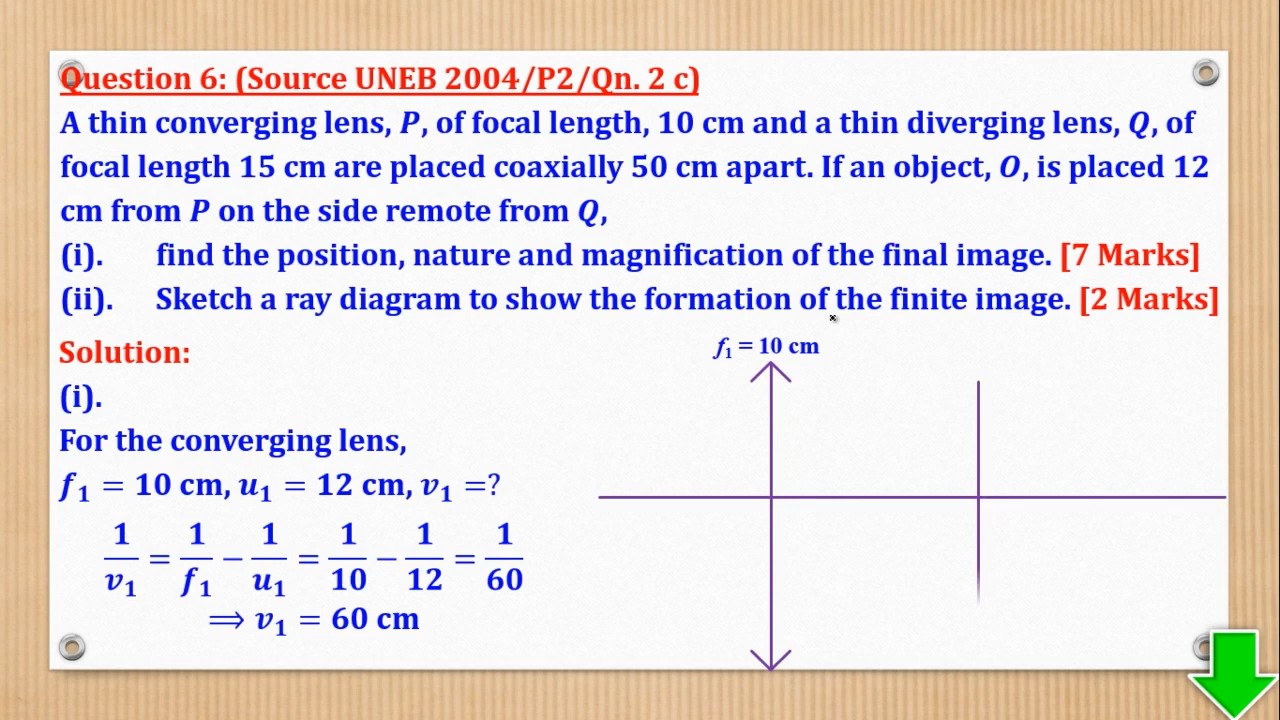 Question 6: (Source UNEB 2004/P2/Qn. 2 c)
A thin converging lens, P, of focal length, 10 cm and a thin diverging lens, Q, of
focal length 15 cm are placed coaxially 50 cm apart. If an object, O, is placed 12
cm from P on the side remote from Q,
(i). find the position, nature and magnification of the final image. [7 Marks]
(ii). Sketch a ray diagram to show the formation of the finite image. [2 Marks]
Solution:
(i).
For the converging lens,
f₁ = 10 cm, u₁ = 12 cm, v₁ =?
1/v₁ = 1/f₁ − 1/u₁ = 1/10 − 1/12 = 1/60
⟹ v₁ = 60 cm
f₁ = 10 cm